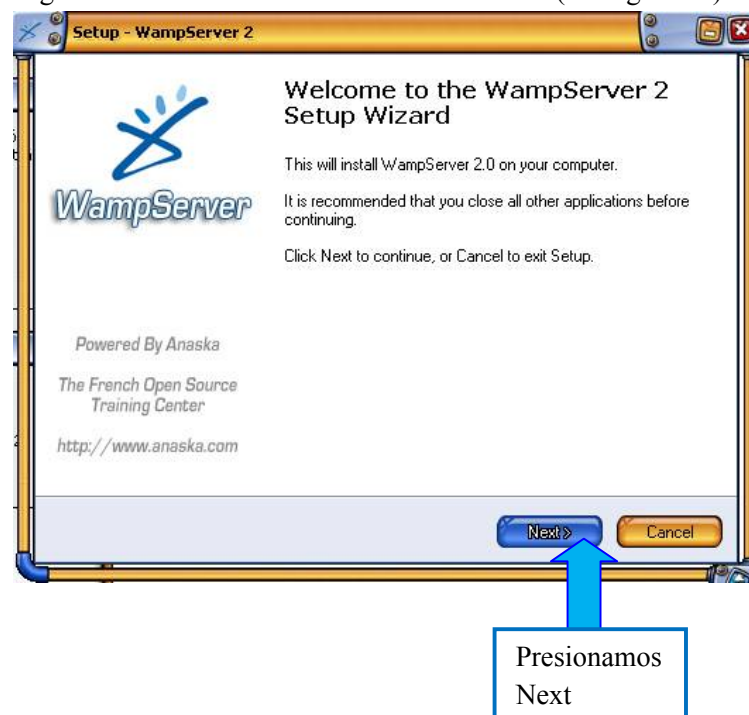 Setup - WampServer 2
Welcome to the WampServer 2
Setup Wizard
This will install WampServer 2.0 on your computer.
It is recommended that you close all other applications before
continuing.
Click Next to continue, or Cancel to exit Setup.
WampServer
Powered By Anaska
The French Open Source
Training Center
http://www.anaska.com
Next >
Cancel
Presionamos
Next